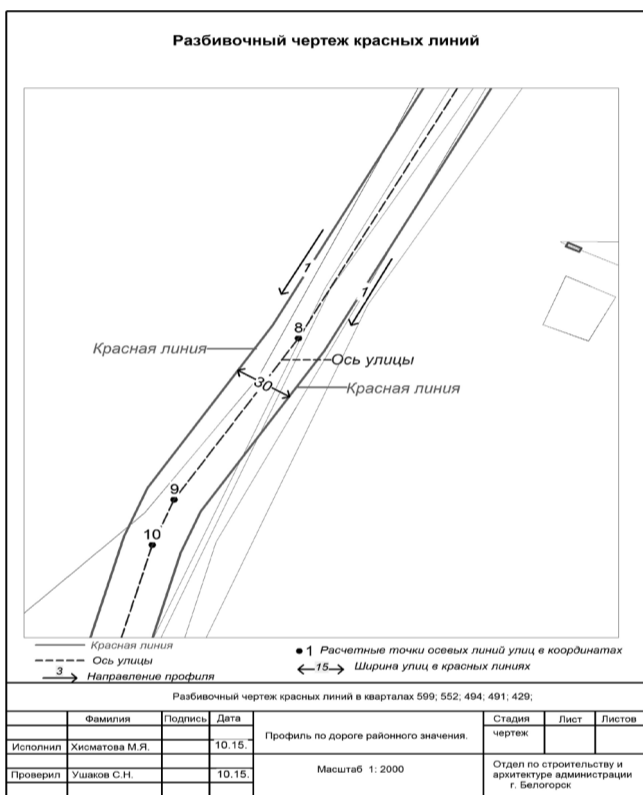 Разбивочный чертеж красных линий
1
1
8
Красная линия
Ось улицы
30
Красная линия
9
10
Красная линия
Ось улицы
3 Направление профиля
1 Расчетные точки осевых линий улиц в координатах
15 Ширина улиц в красных линиях
Разбивочный чертеж красных линий в кварталах 599; 552; 494; 491; 429;
Фамилия Подпись Дата
Исполнил Хисматова М.Я. 10.15.
Проверил Ушаков С.Н. 10.15.
Профиль по дороге районного значения.
Масштаб 1: 2000
Стадия Лист Листов
чертеж
Отдел по строительству и
архитектуре администрации
г. Белогорск